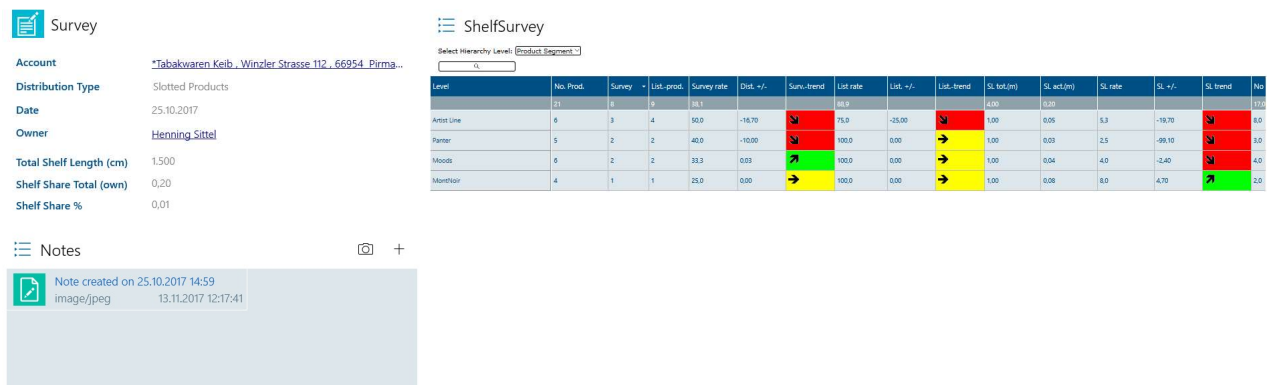 Survey
Account *Tabakwaren Keib , Winzler Strasse 112 , 66954 Pirma...
Distribution Type Slotted Products
Date 25.10.2017
Owner Henning Sittel
Total Shelf Length (cm) 1.500
Shelf Share Total (own) 0,20
Shelf Share % 0,01
Notes
Note created on 25.10.2017 14:59
image/jpeg 13.11.2017 12:17:41
ShelfSurvey
Select Hierarchy Level: Product Segment
Level No. Prod. Survey List.-prod. Survey rate Dist. +/- Surv.-trend List rate List. +/- List.-trend SL tot.(m) SL act.(m) SL rate SL +/- SL trend No
21 8 9 38,1 88,9 4,00 0,20 17,0
Artist Line 6 3 4 50,0 -16,70 75,0 -25,00 1,00 0,05 5,3 -19,70 8,0
Panter 5 2 2 40,0 -10,00 100,0 0,00 1,00 0,03 2,5 -99,10 3,0
Moods 6 2 2 33,3 0,03 100,0 0,00 1,00 0,04 4,0 -2,40 4,0
MontNoir 4 1 1 25,0 0,00 100,0 0,00 1,00 0,08 8,0 4,70 2,0